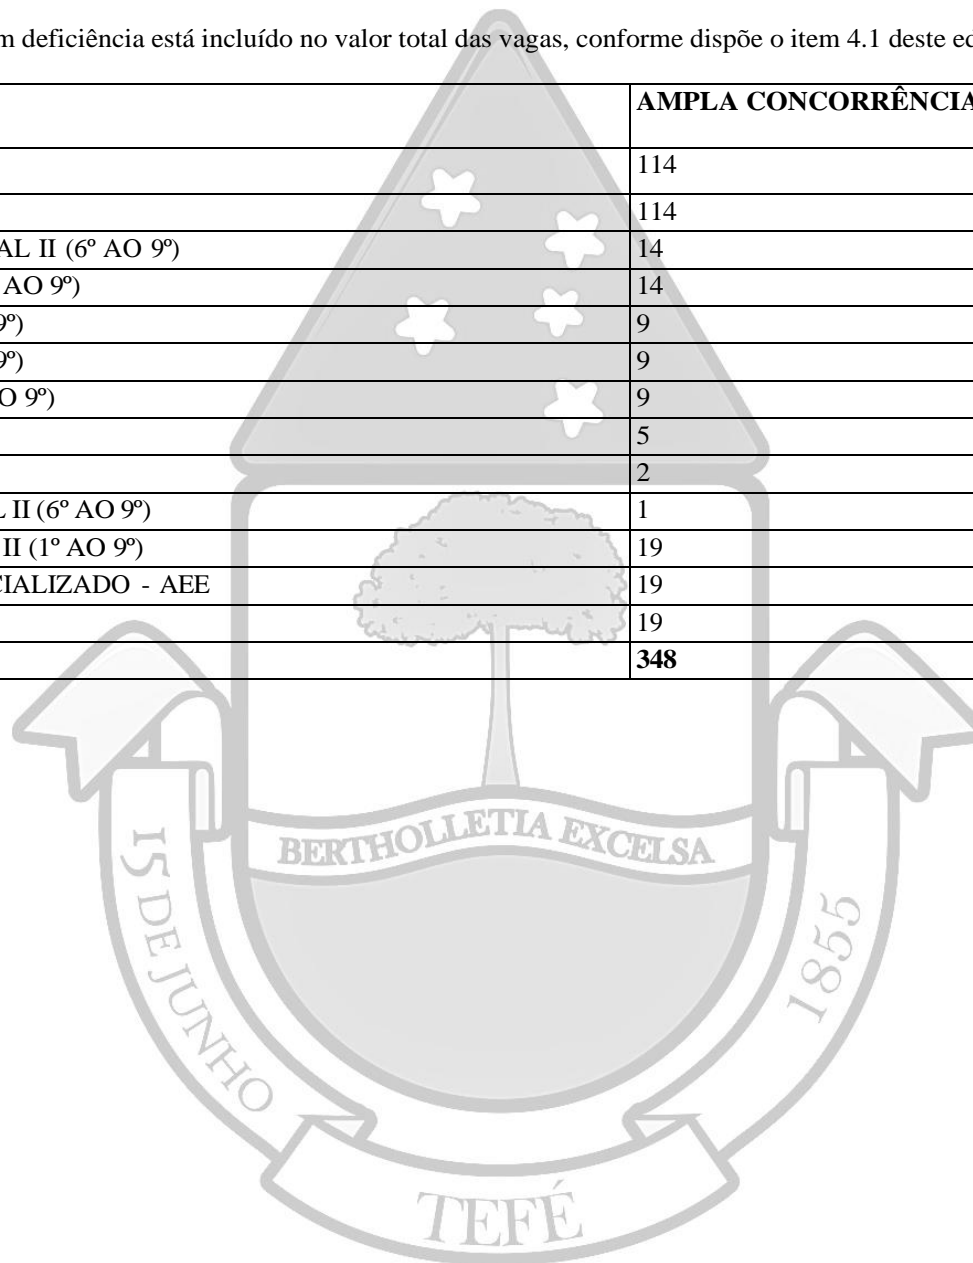 m deficiência está incluído no valor total das vagas, conforme dispõe o item 4.1 deste ed
AMPLA CONCORRÊNCIA
114
114
AL II (6º AO 9º) 14
AO 9º) 14
9º) 9
9º) 9
O 9º) 9
5
2
L II (6º AO 9º) 1
II (1º AO 9º) 19
CIALIZADO - AEE 19
19
348
BERTHOLLETIA EXCELSA
15 DE JUNHO
1855
TEFÉ